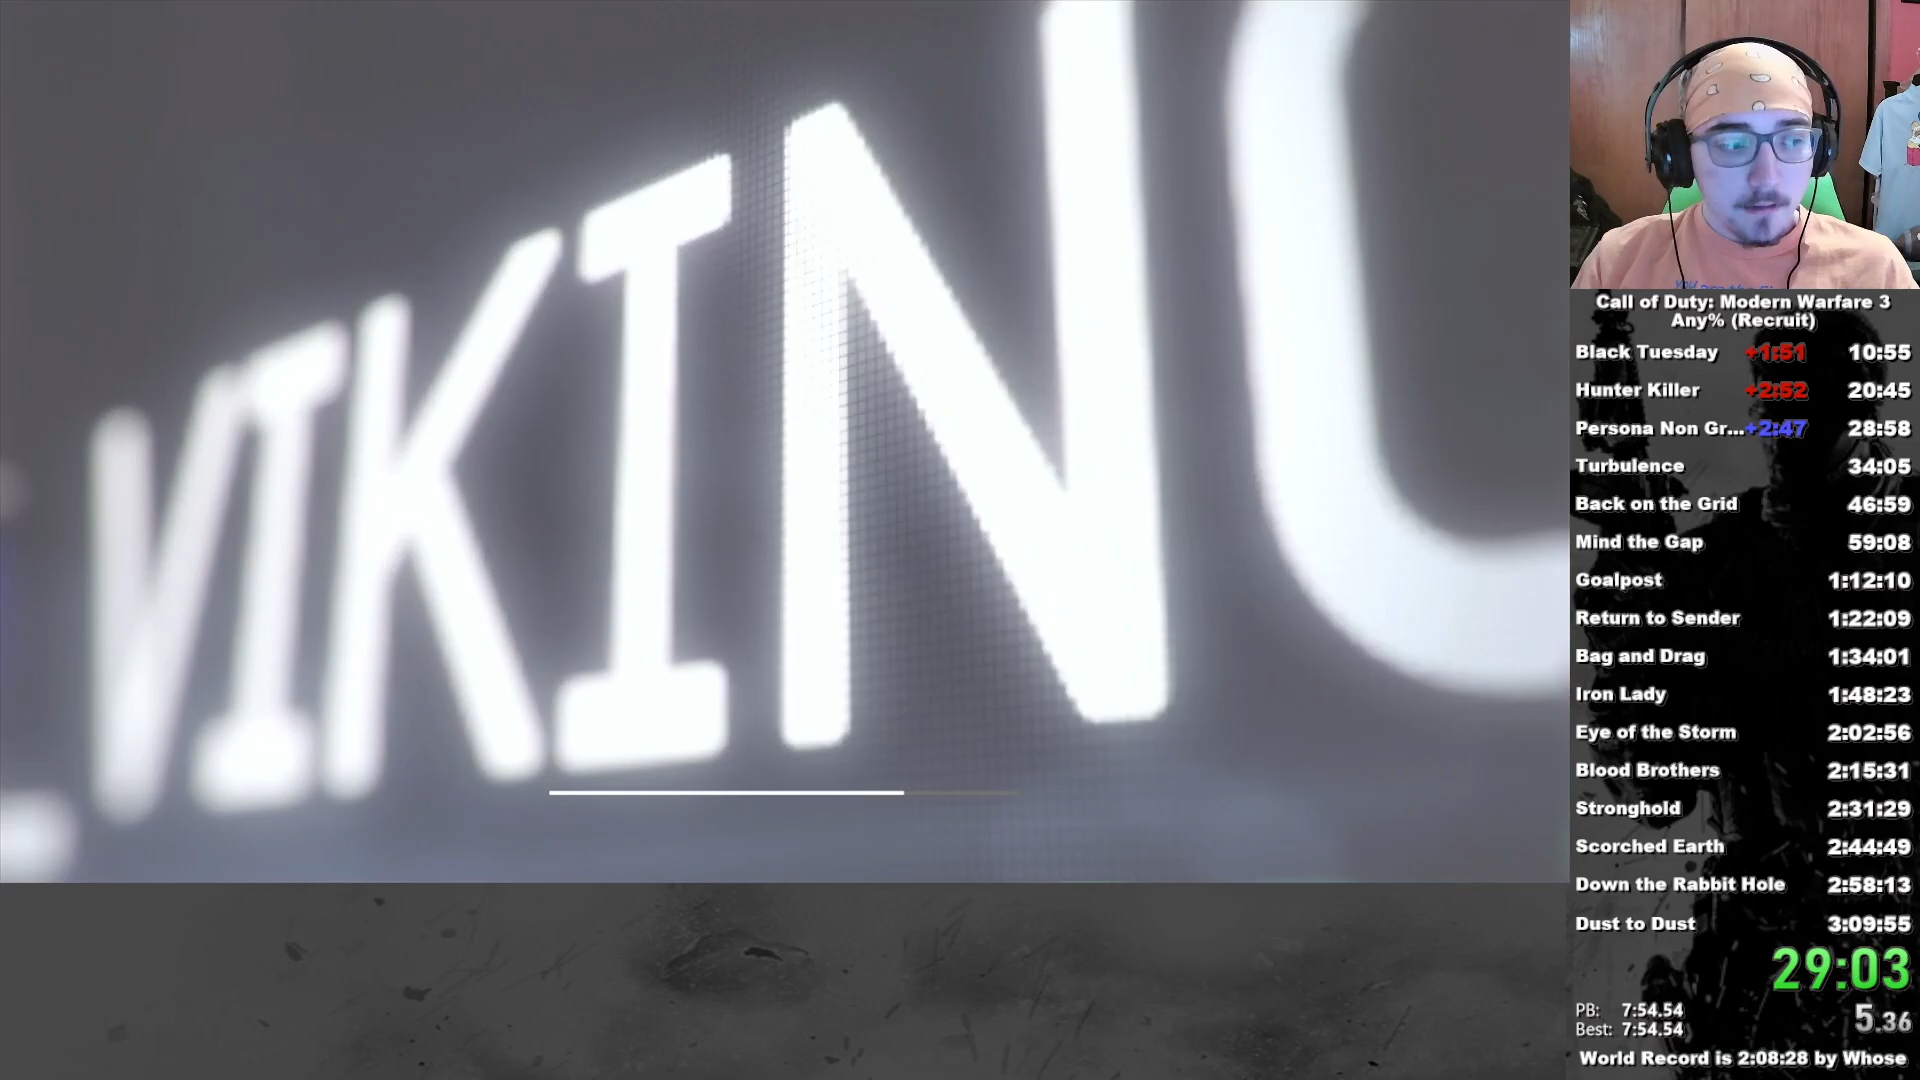 VIKING
Call of Duty: Modern Warfare 3
Any% (Recruit)
Black Tuesday +1:51 10:55
Hunter Killer +2:52 20:45
Persona Non Gr... +2:47 28:58
Turbulence 34:05
Back on the Grid 46:59
Mind the Gap 59:08
Goalpost 1:12:10
Return to Sender 1:22:09
Bag and Drag 1:34:01
Iron Lady 1:48:23
Eye of the Storm 2:02:56
Blood Brothers 2:15:31
Stronghold 2:31:29
Scorched Earth 2:44:49
Down the Rabbit Hole 2:58:13
Dust to Dust 3:09:55
29:03
PB: 7:54.54
Best: 7:54.54
5.36
World Record is 2:08:28 by Whose